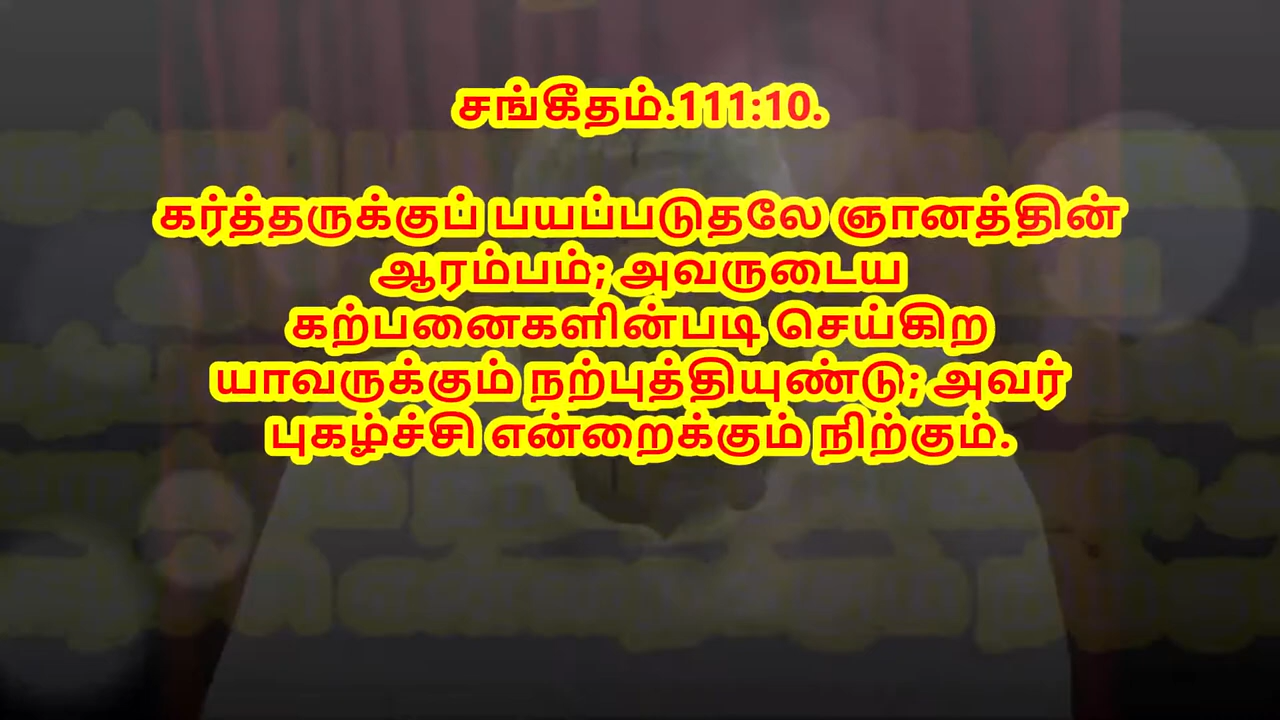 சங்கீதம்.111:10.
கர்த்தருக்குப் பயப்படுதலே ஞானத்தின்
ஆரம்பம்; அவருடைய
கற்பனைகளின்படி செய்கிற
யாவருக்கும் நற்புத்தியுண்டு; அவர்
புகழ்ச்சி என்றைக்கும் நிற்கும்.